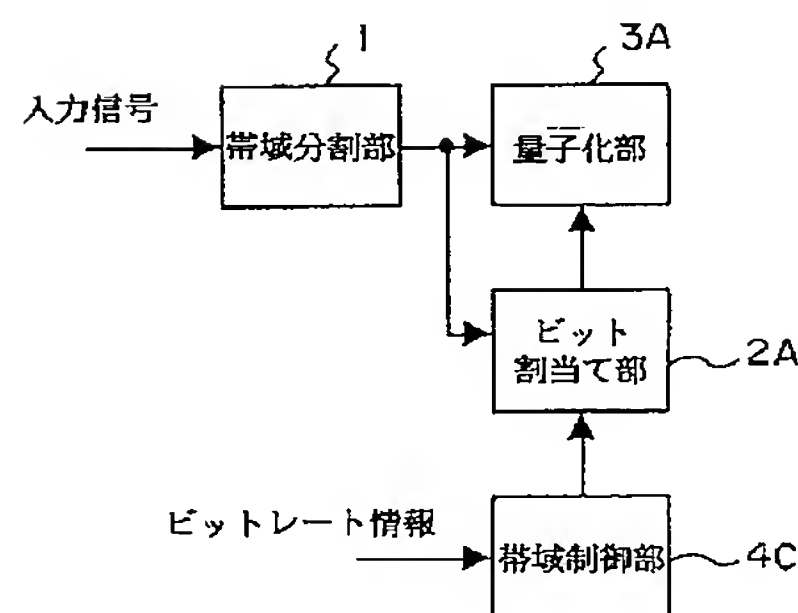 1
3A
入力信号
帯域分割部
量子化部
ビット
割当て部
2A
ビットレート情報
帯域制御部
4C